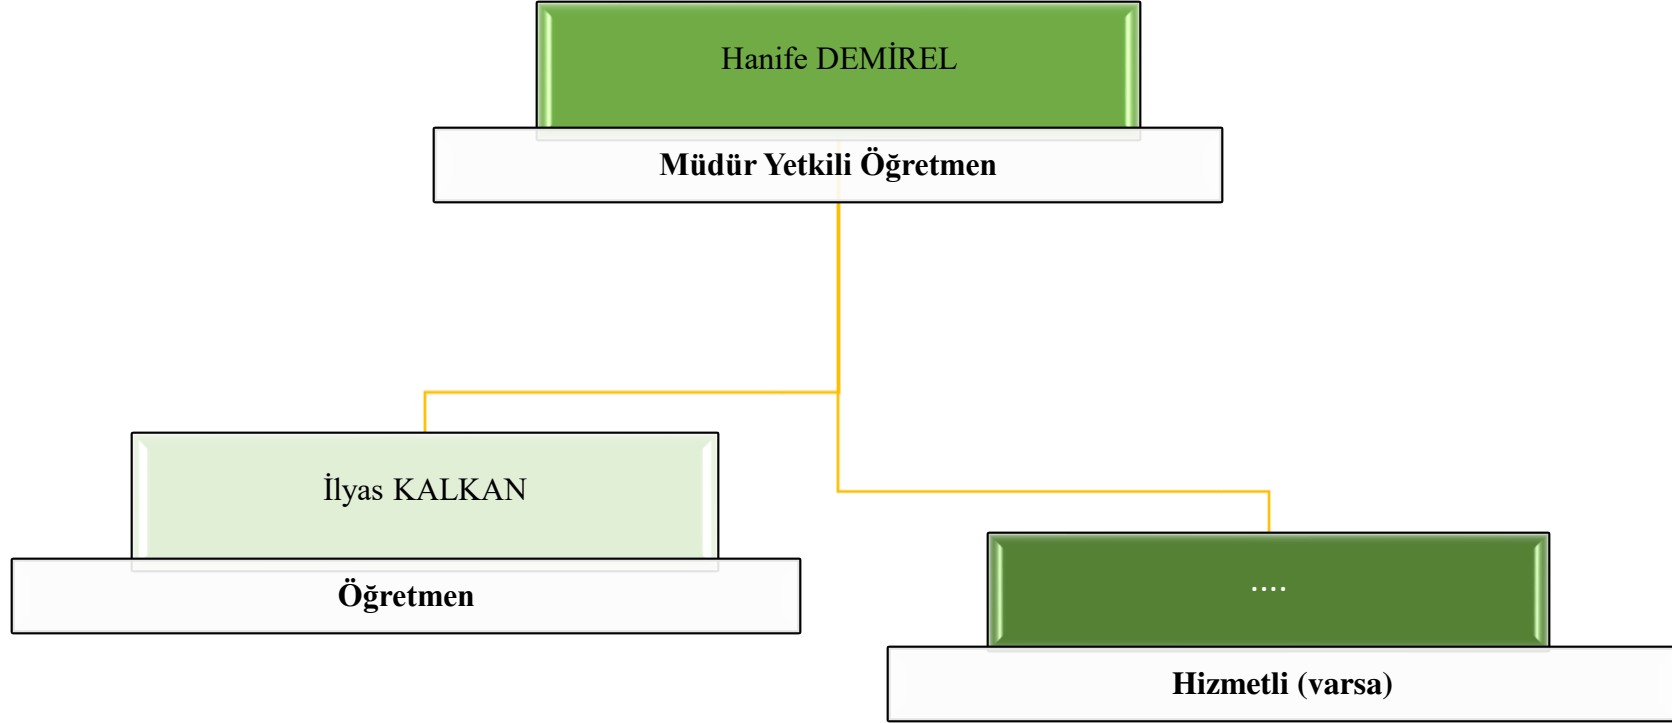 Hanife DEMİREL
Müdür Yetkili Öğretmen
İlyas KALKAN
Öğretmen
....
Hizmetli (varsa)